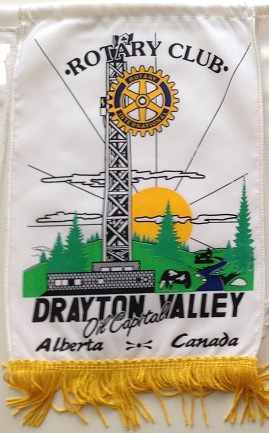 ·ROTARY CLUB·
ROTARY
INTERNATIONAL
DRAYTON VALLEY
Oil Capital
Alberta Canada